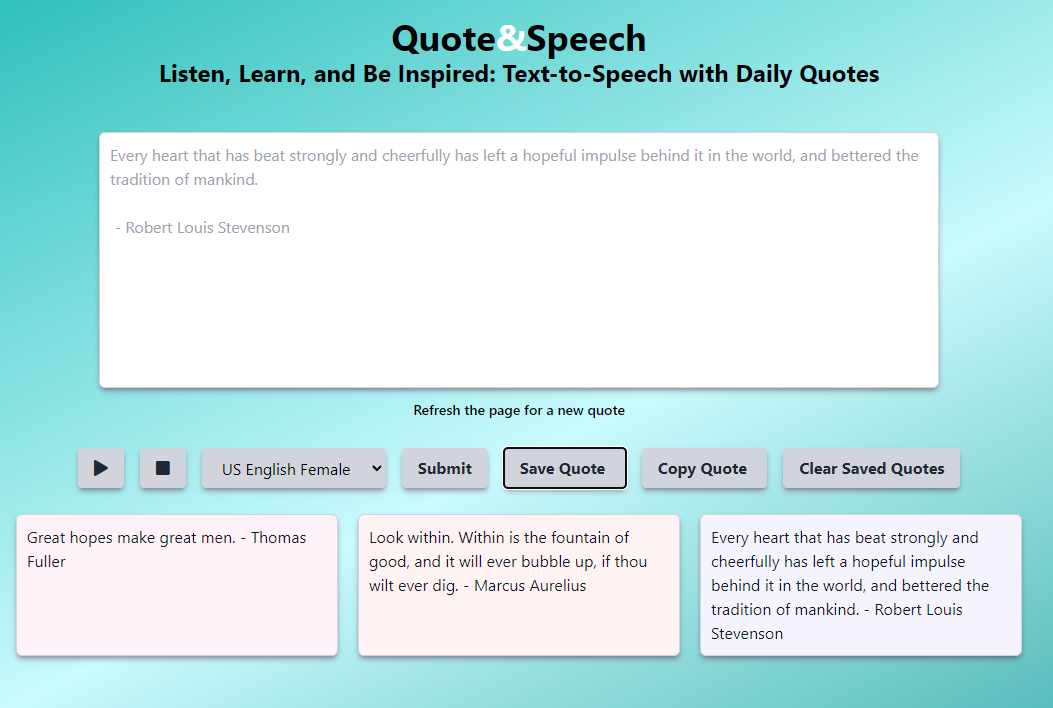 Quote&Speech
Listen, Learn, and Be Inspired: Text-to-Speech with Daily Quotes
Every heart that has beat strongly and cheerfully has left a hopeful impulse behind it in the world, and bettered the
tradition of mankind.
- Robert Louis Stevenson
Refresh the page for a new quote
US English Female
Submit
Save Quote
Copy Quote
Clear Saved Quotes
Great hopes make great men. - Thomas
Fuller
Look within. Within is the fountain of
good, and it will ever bubble up, if thou
wilt ever dig. - Marcus Aurelius
Every heart that has beat strongly and
cheerfully has left a hopeful impulse
behind it in the world, and bettered the
tradition of mankind. - Robert Louis
Stevenson